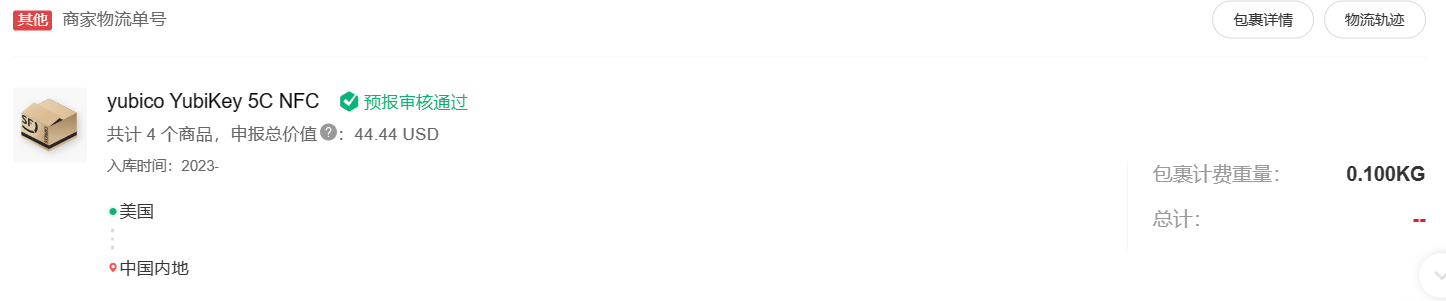 其他 商家物流单号 包裹详情 物流轨迹
yubico YubiKey 5C NFC 预报审核通过
SF
共计 4 个商品，申报总价值?：44.44 USD
入库时间：2023-
包裹计费重量： 0.100KG
美国
总计： --
中国内地